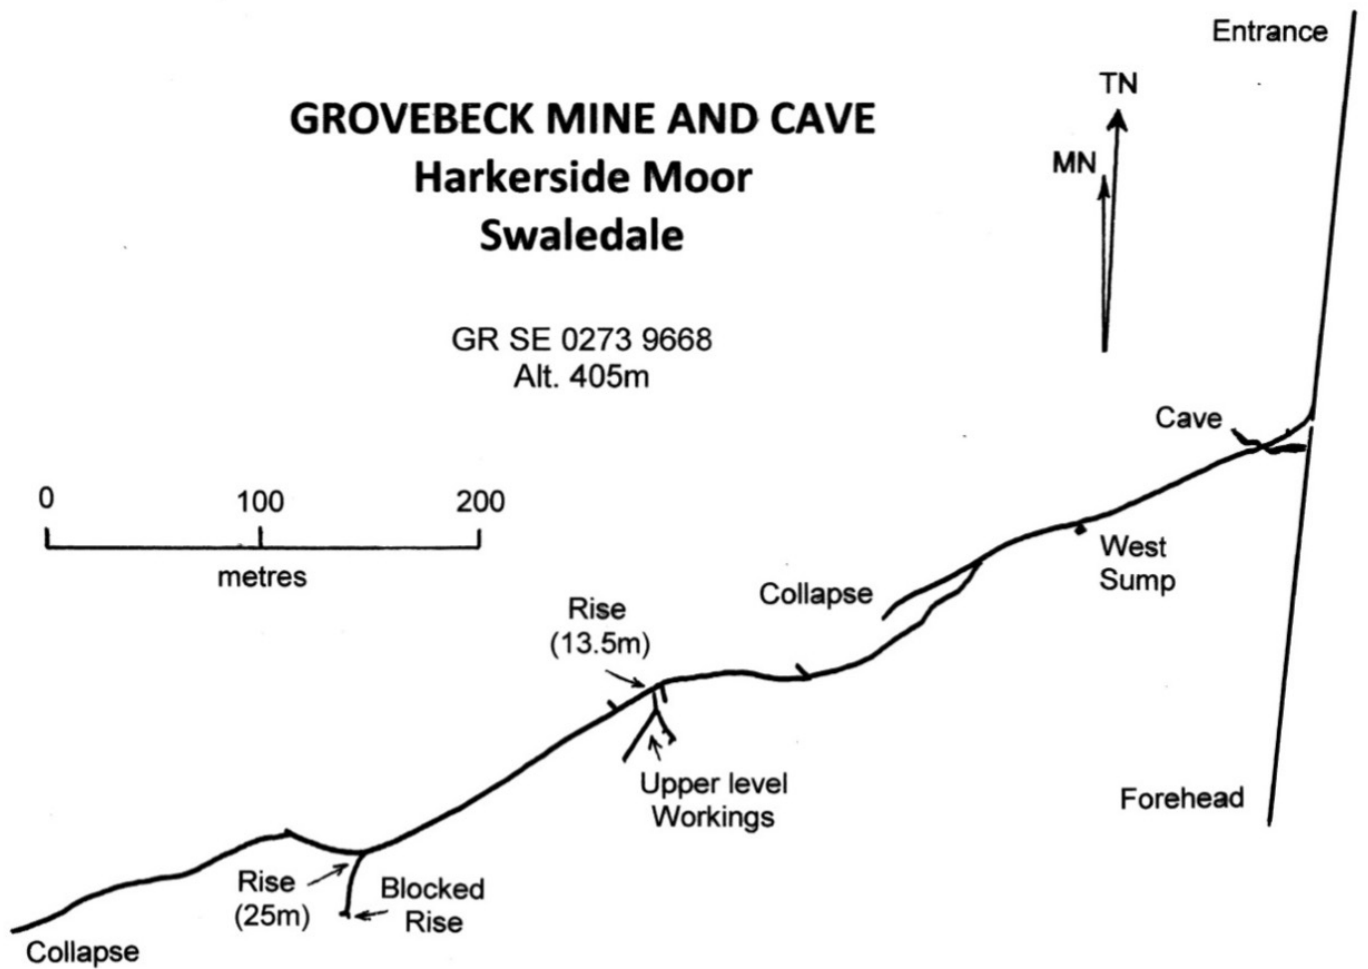 Entrance
TN
MN
GROVEBECK MINE AND CAVE
Harkerside Moor
Swaledale
GR SE 0273 9668
Alt. 405m
Cave
0 100 200
metres
West
Sump
Collapse
Rise
(13.5m)
Upper level
Workings
Forehead
Rise
(25m)
Blocked
Rise
Collapse